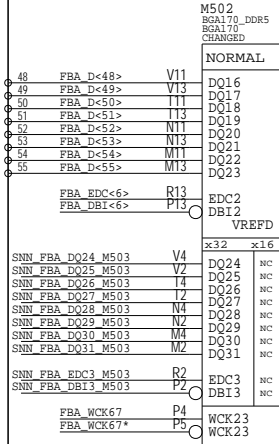 M502
BGA170_DDR5
BGA170
CHANGED
NORMAL
48 FBA_D<48> V11 DQ16
49 FBA_D<49> V13 DQ17
50 FBA_D<50> T11 DQ18
51 FBA_D<51> T13 DQ19
52 FBA_D<52> N11 DQ20
53 FBA_D<53> N13 DQ21
54 FBA_D<54> M11 DQ22
55 FBA_D<55> M13 DQ23
FBA_EDC<6> R13 EDC2
FBA_DBI<6> P13 DBI2
VREFD
x32 x16
SNN_FBA_DQ24_M503 V4 DQ24 NC
SNN_FBA_DQ25_M503 V2 DQ25 NC
SNN_FBA_DQ26_M503 T4 DQ26 NC
SNN_FBA_DQ27_M503 T2 DQ27 NC
SNN_FBA_DQ28_M503 N4 DQ28 NC
SNN_FBA_DQ29_M503 N2 DQ29 NC
SNN_FBA_DQ30_M503 M4 DQ30 NC
SNN_FBA_DQ31_M503 M2 DQ31 NC
SNN_FBA_EDC3_M503 R2 EDC3 NC
SNN_FBA_DBI3_M503 P2 DBI3 NC
FBA_WCK67 P4 WCK23
FBA_WCK67* P5 WCK23